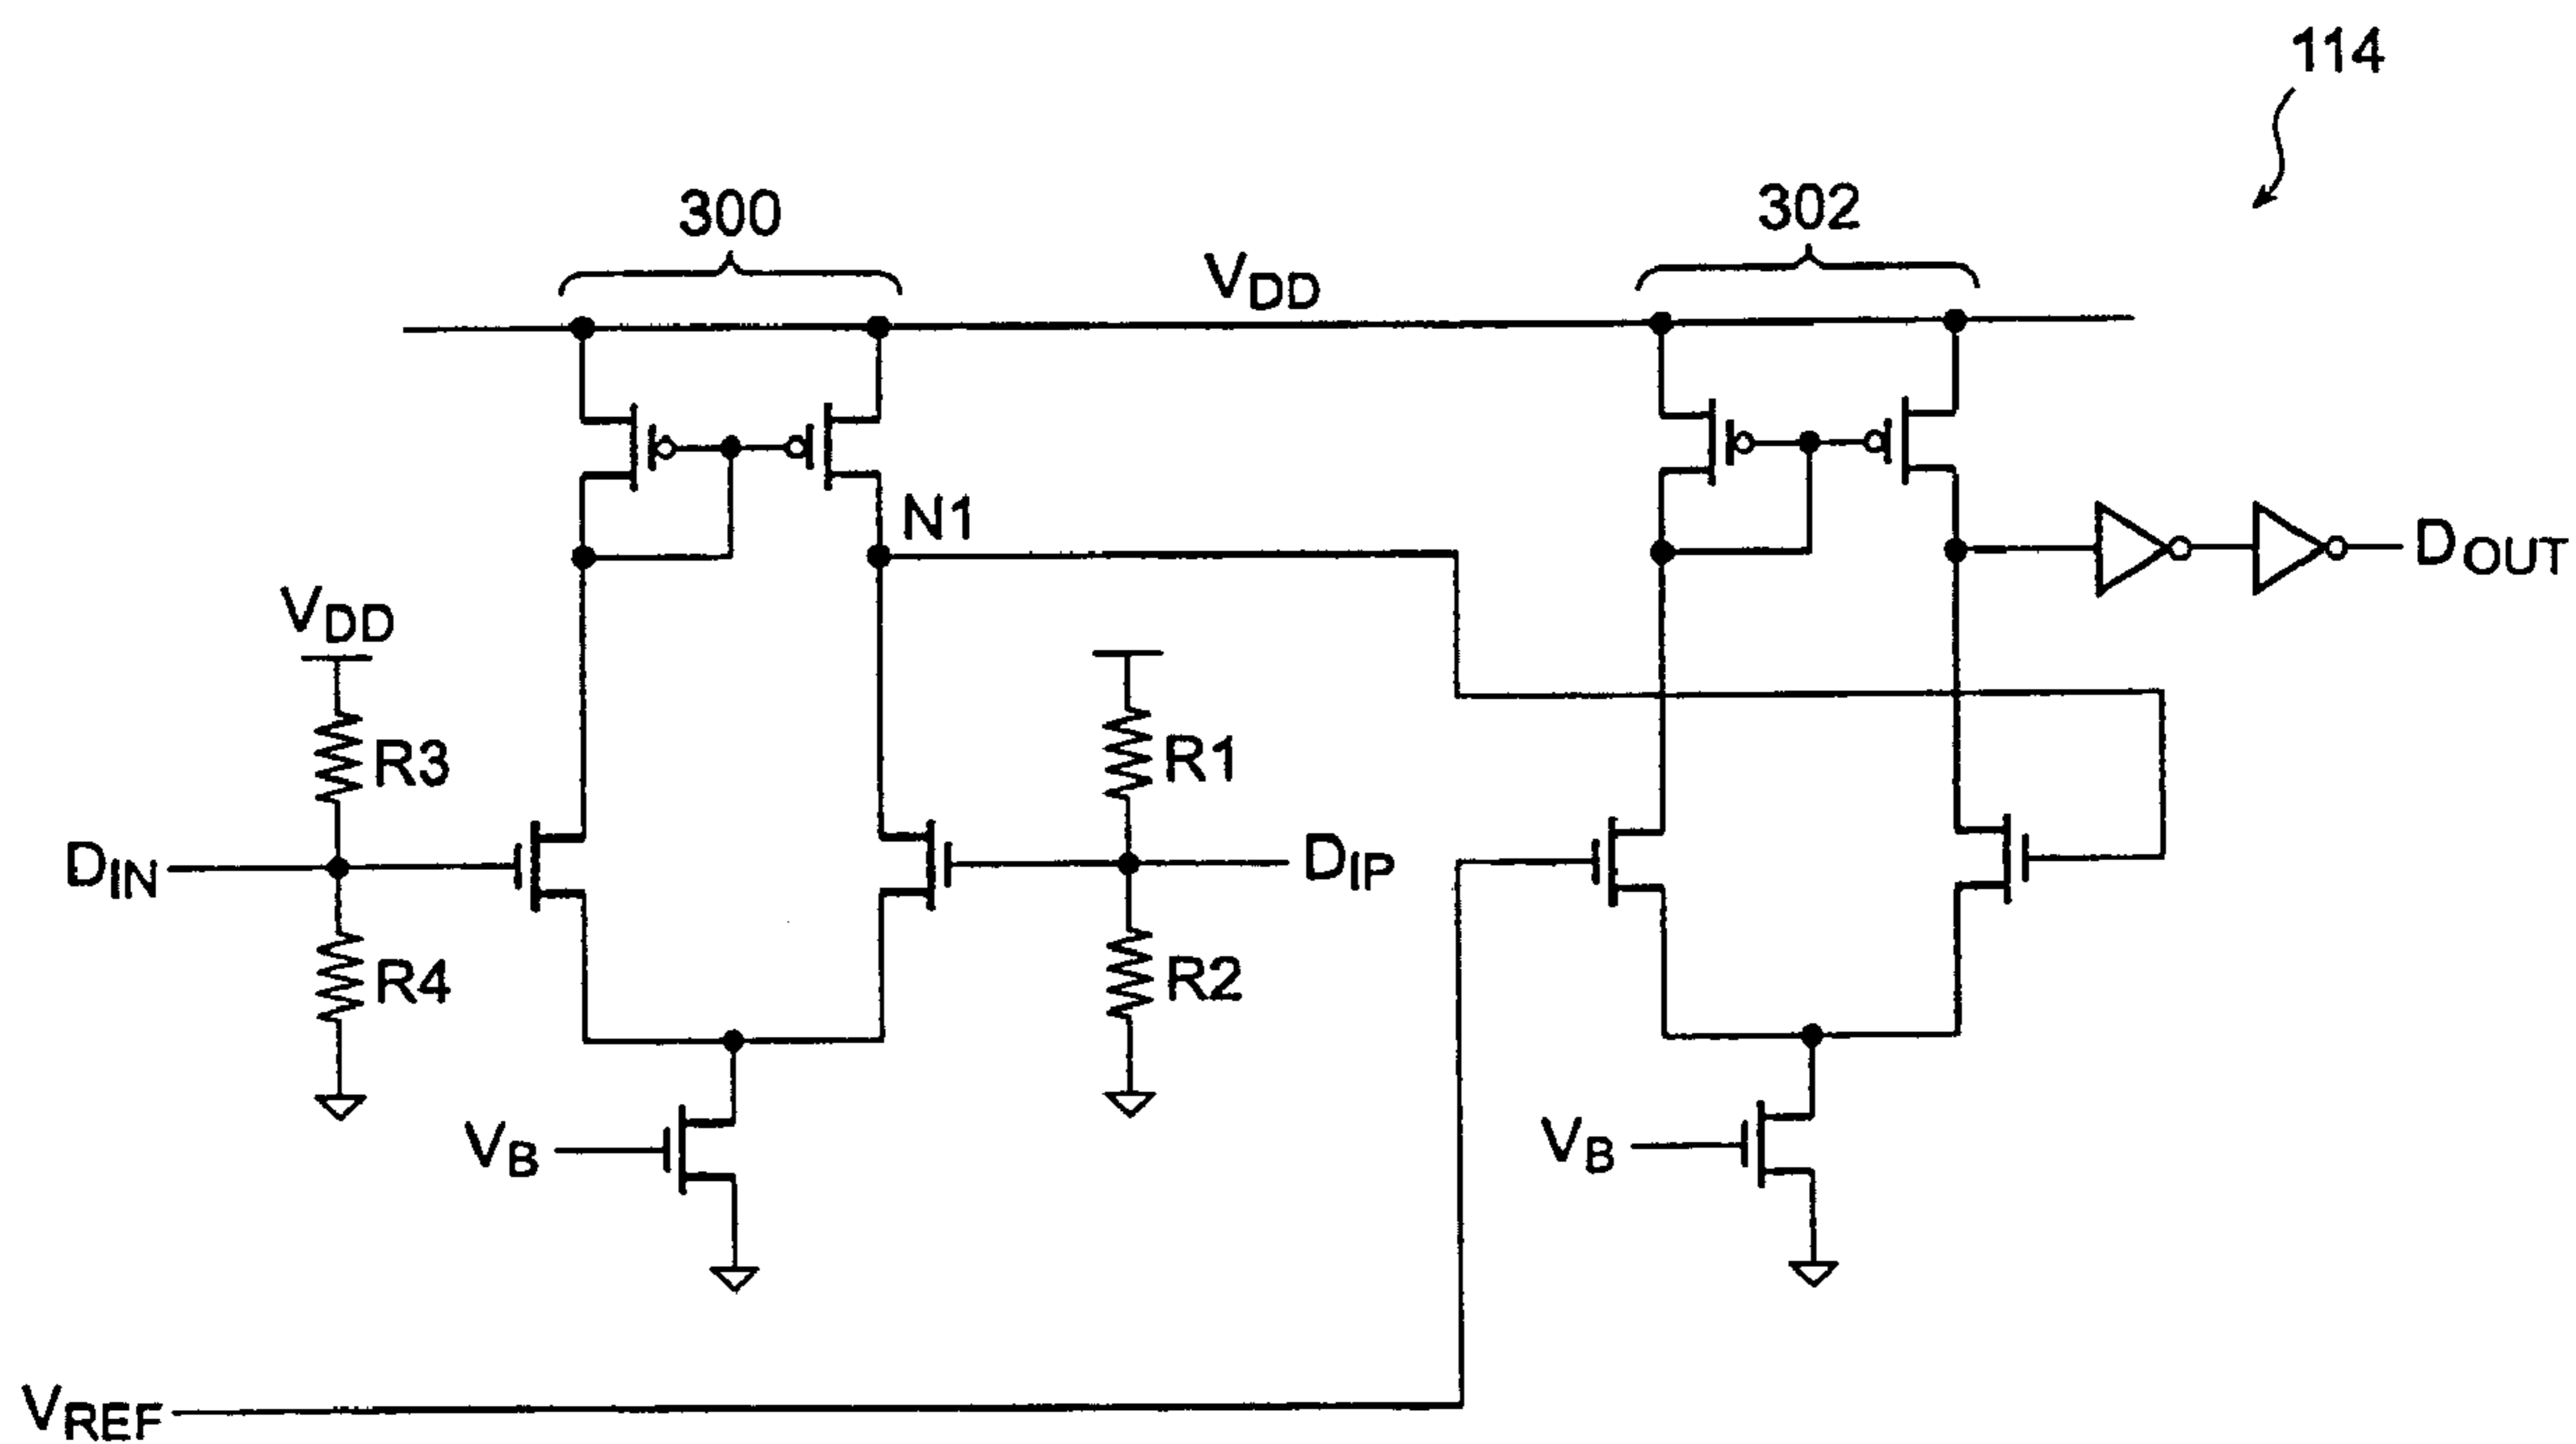 114
300
302
VDD
N1
DOUT
VDD
R3
R1
DIN
DIP
R4
R2
VB
VB
VREF